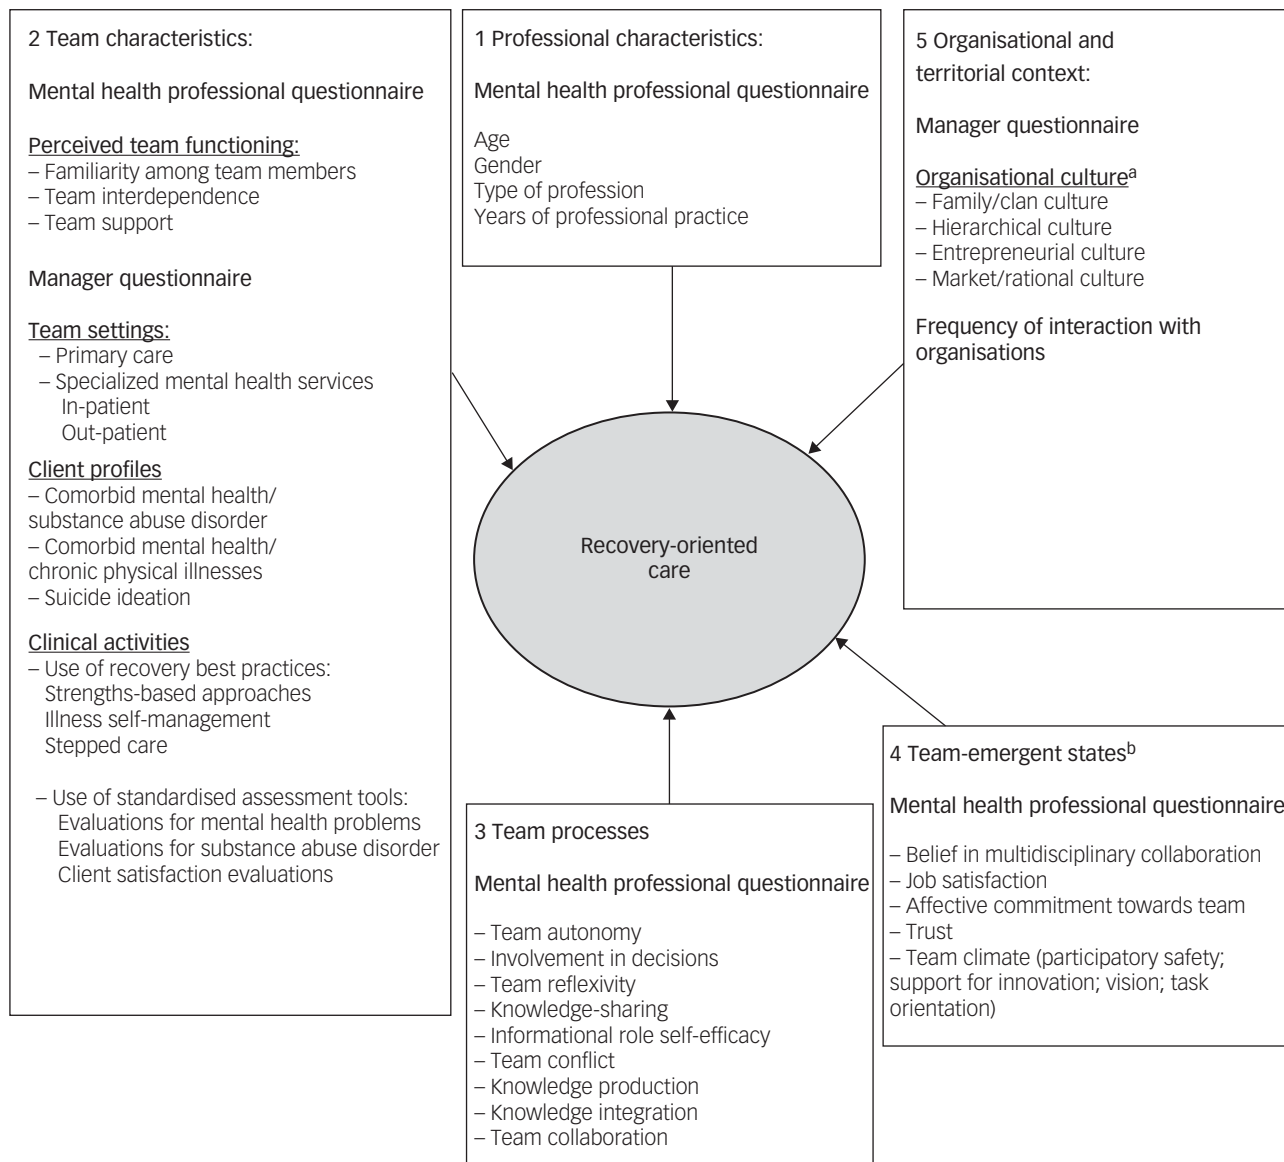 2 Team characteristics:
Mental health professional questionnaire
Perceived team functioning:
– Familiarity among team members
– Team interdependence
– Team support
Manager questionnaire
Team settings:
– Primary care
– Specialized mental health services
In-patient
Out-patient
Client profiles
– Comorbid mental health/
substance abuse disorder
– Comorbid mental health/
chronic physical illnesses
– Suicide ideation
Clinical activities
– Use of recovery best practices:
Strengths-based approaches
Illness self-management
Stepped care
– Use of standardised assessment tools:
Evaluations for mental health problems
Evaluations for substance abuse disorder
Client satisfaction evaluations
1 Professional characteristics:
Mental health professional questionnaire
Age
Gender
Type of profession
Years of professional practice
5 Organisational and
territorial context:
Manager questionnaire
Organisational cultureᵃ
– Family/clan culture
– Hierarchical culture
– Entrepreneurial culture
– Market/rational culture
Frequency of interaction with
organisations
Recovery-oriented
care
3 Team processes
Mental health professional questionnaire
– Team autonomy
– Involvement in decisions
– Team reflexivity
– Knowledge-sharing
– Informational role self-efficacy
– Team conflict
– Knowledge production
– Knowledge integration
– Team collaboration
4 Team-emergent statesᵇ
Mental health professional questionnaire
– Belief in multidisciplinary collaboration
– Job satisfaction
– Affective commitment towards team
– Trust
– Team climate (participatory safety;
support for innovation; vision; task
orientation)